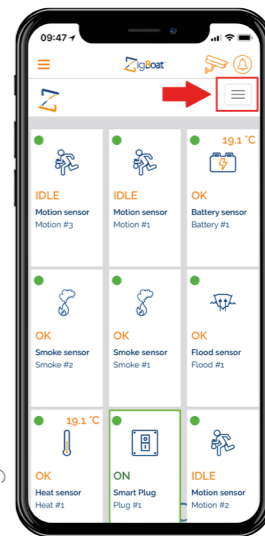 09:47
ZigBoat
19.1 °C
IDLE
Motion sensor
Motion #3
IDLE
Motion sensor
Motion #1
OK
Battery sensor
Battery #1
OK
Smoke sensor
Smoke #2
OK
Smoke sensor
Smoke #1
OK
Flood sensor
Flood #1
19.1 °C
OK
Heat sensor
Heat #1
ON
Smart Plug
Plug #1
IDLE
Motion sensor
Motion #2